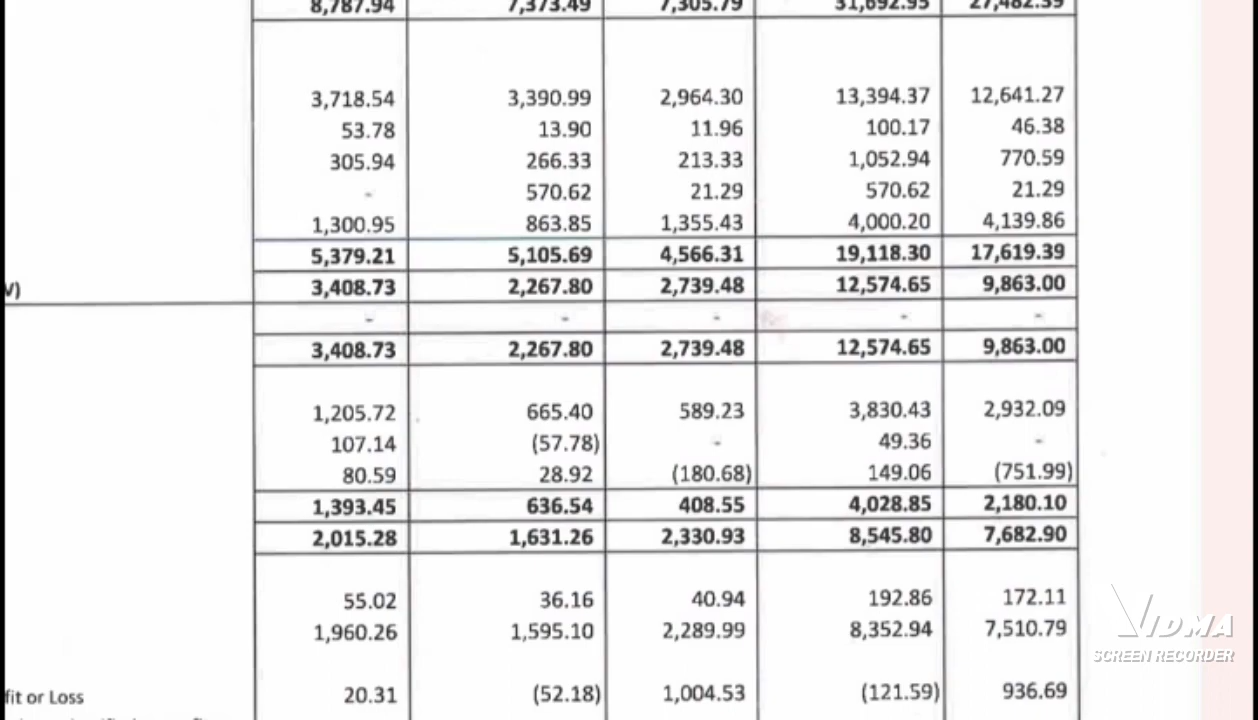 8,787.94 7,373.49 7,305.79 31,692.95 27,482.39
3,718.54 3,390.99 2,964.30 13,394.37 12,641.27
53.78 13.90 11.96 100.17 46.38
305.94 266.33 213.33 1,052.94 770.59
- 570.62 21.29 570.62 21.29
1,300.95 863.85 1,355.43 4,000.20 4,139.86
5,379.21 5,105.69 4,566.31 19,118.30 17,619.39
V) 3,408.73 2,267.80 2,739.48 12,574.65 9,863.00
- - - - -
3,408.73 2,267.80 2,739.48 12,574.65 9,863.00
1,205.72 665.40 589.23 3,830.43 2,932.09
107.14 (57.78) - 49.36 -
80.59 28.92 (180.68) 149.06 (751.99)
1,393.45 636.54 408.55 4,028.85 2,180.10
2,015.28 1,631.26 2,330.93 8,545.80 7,682.90
55.02 36.16 40.94 192.86 172.11
1,960.26 1,595.10 2,289.99 8,352.94 7,510.79
fit or Loss 20.31 (52.18) 1,004.53 (121.59) 936.69
VIDMA
SCREEN RECORDER